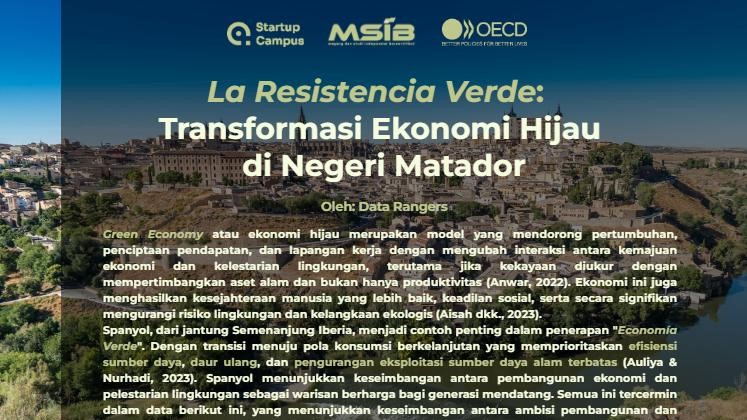 Startup
Campus
MSIB
OECD
BETTER POLICIES FOR BETTER LIVES
La Resistencia Verde:
Transformasi Ekonomi Hijau
di Negeri Matador
Oleh: Data Rangers
Green Economy atau ekonomi hijau merupakan model yang mendorong pertumbuhan,
penciptaan pendapatan, dan lapangan kerja dengan mengubah interaksi antara kemajuan
ekonomi dan kelestarian lingkungan, terutama jika kekayaan diukur dengan
mempertimbangkan aset alam dan bukan hanya produktivitas (Anwar, 2022). Ekonomi ini juga
menghasilkan kesejahteraan manusia yang lebih baik, keadilan sosial, serta secara signifikan
mengurangi risiko lingkungan dan kelangkaan ekologis (Aisah dkk., 2023).
Spanyol, dari jantung Semenanjung Iberia, menjadi contoh penting dalam penerapan "Economía
Verde". Dengan transisi menuju pola konsumsi berkelanjutan yang memprioritaskan efisiensi
sumber daya, daur ulang, dan pengurangan eksploitasi sumber daya alam terbatas (Auliya &
Nurhadi, 2023). Spanyol menunjukkan keseimbangan antara pembangunan ekonomi dan
pelestarian lingkungan sebagai warisan berharga bagi generasi mendatang. Semua ini tercermin
dalam data berikut ini, yang menunjukkan keseimbangan antara ambisi pembangunan dan